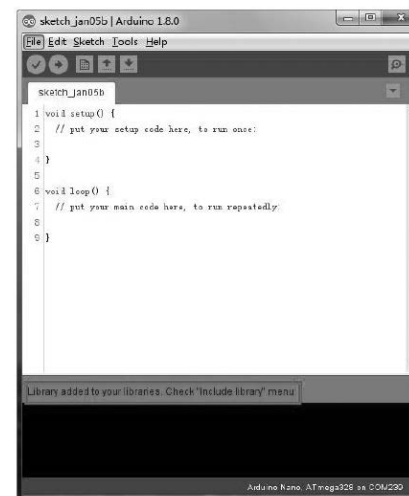 sketch_jan05b | Arduino 1.8.0
File Edit Sketch Tools Help
sketch_jan05b
1 void setup() {
2 // put your setup code here, to run once:
3
4 }
5
6 void loop() {
7 // put your main code here, to run repeatedly:
8
9 }
Library added to your libraries. Check "Include library" menu
Arduino Nano, ATmega328 on COM239